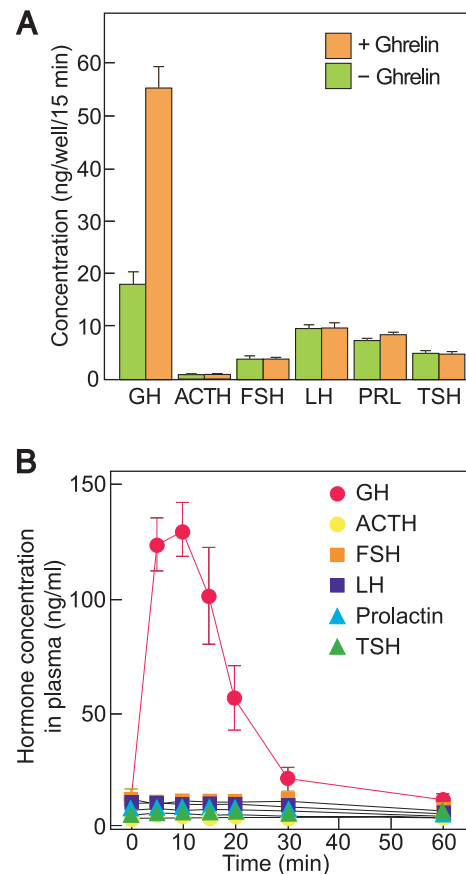 A
+ Ghrelin
– Ghrelin
Concentration (ng/well/15 min)
60
50
40
30
20
10
0
GH ACTH FSH LH PRL TSH
B
GH
ACTH
FSH
LH
Prolactin
TSH
Hormone concentration
in plasma (ng/ml)
150
100
50
0
0 10 20 30 40 50 60
Time (min)